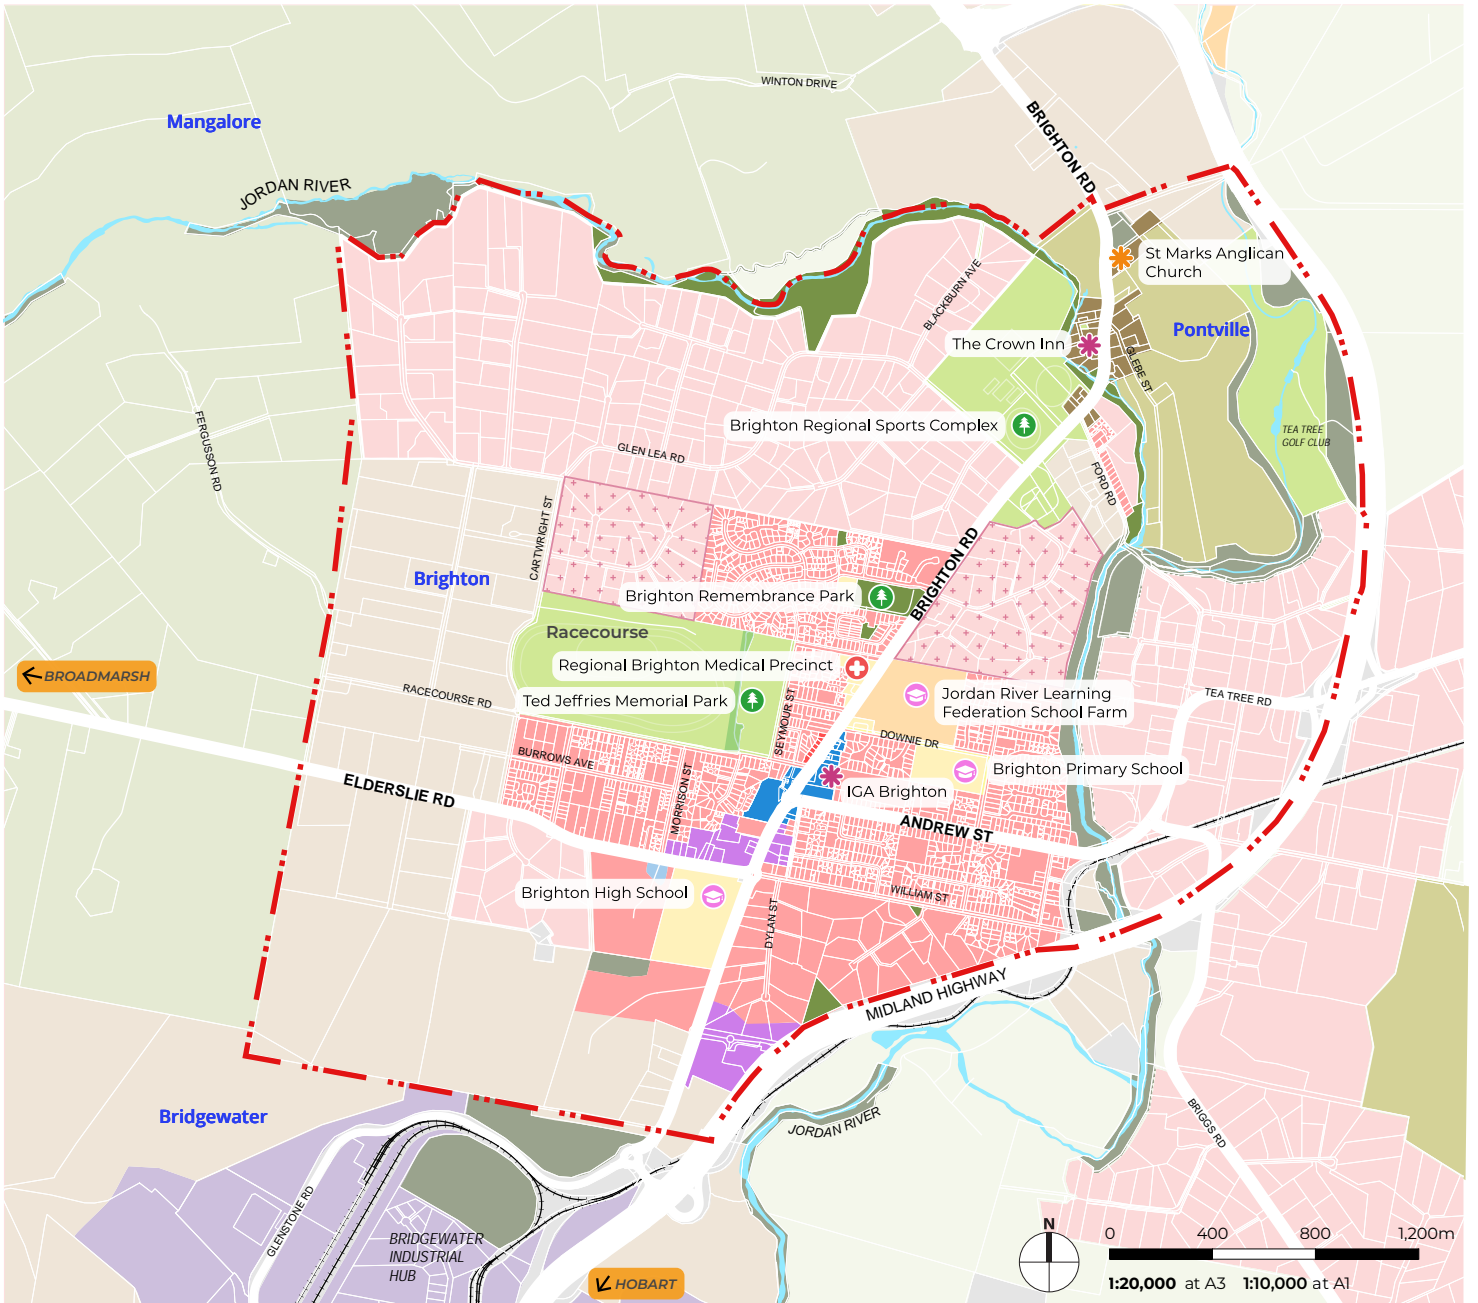 WINTON DRIVE
BRIGHTON RD
Mangalore
JORDAN RIVER
St Marks Anglican
Church
BLACKBURN AVE
Pontville
The Crown Inn
GLEBE ST
FERGUSSON RD
Brighton Regional Sports Complex
TEA TREE
GOLF CLUB
GLEN LEA RD
FORD RD
CARTWRIGHT ST
BRIGHTON RD
Brighton
Brighton Remembrance Park
Racecourse
Regional Brighton Medical Precinct
BROADMARSH
RACECOURSE RD
Ted Jeffries Memorial Park
SEYMOUR ST
Jordan River Learning
Federation School Farm
TEA TREE RD
DOWNIE DR
BURROWS AVE
MORRISON ST
Brighton Primary School
ELDERSLIE RD
IGA Brighton
ANDREW ST
Brighton High School
WILLIAM ST
DYLAN ST
MIDLAND HIGHWAY
Bridgewater
JORDAN RIVER
BRIGGS RD
GLENSTONE RD
BRIDGEWATER
INDUSTRIAL
HUB
HOBART
N
0 400 800 1,200m
1:20,000 at A3 1:10,000 at A1